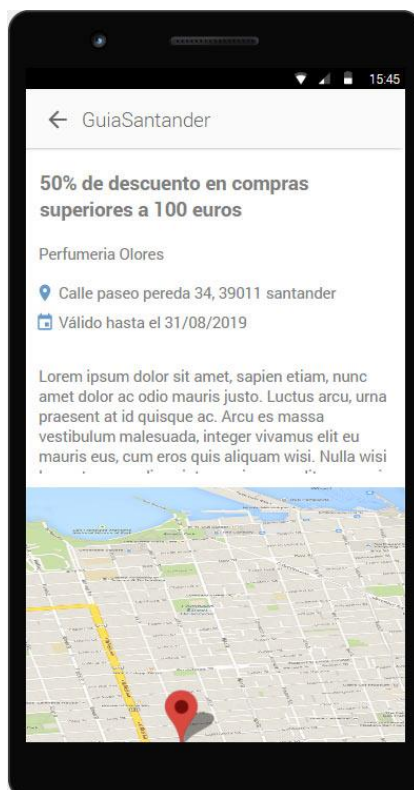 15:45
GuiaSantander
50% de descuento en compras
superiores a 100 euros
Perfumeria Olores
Calle paseo pereda 34, 39011 santander
Válido hasta el 31/08/2019
Lorem ipsum dolor sit amet, sapien etiam, nunc
amet dolor ac odio mauris justo. Luctus arcu, urna
praesent at id quisque ac. Arcu es massa
vestibulum malesuada, integer vivamus elit eu
mauris eus, cum eros quis aliquam wisi. Nulla wisi